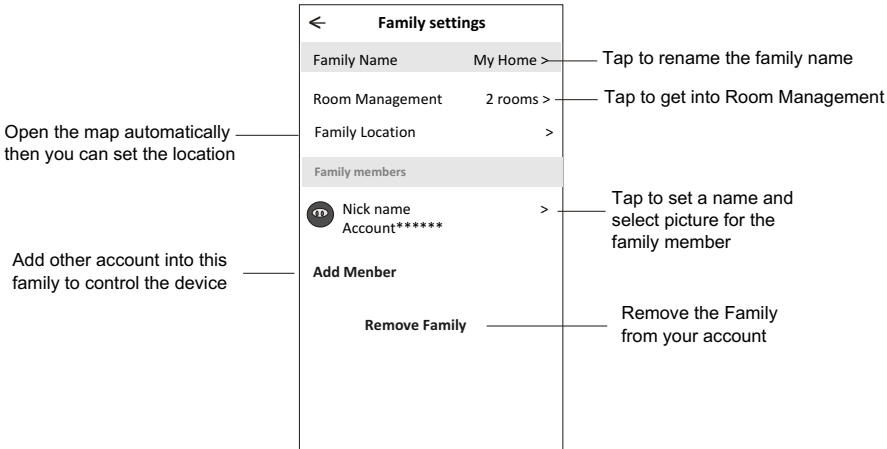 Family settings
Family Name My Home >
Tap to rename the family name
Room Management 2 rooms >
Tap to get into Room Management
Open the map automatically
then you can set the location
Family Location >
Family members
Nick name >
Account******
Tap to set a name and
select picture for the
family member
Add other account into this
family to control the device
Add Menber
Remove Family
Remove the Family
from your account